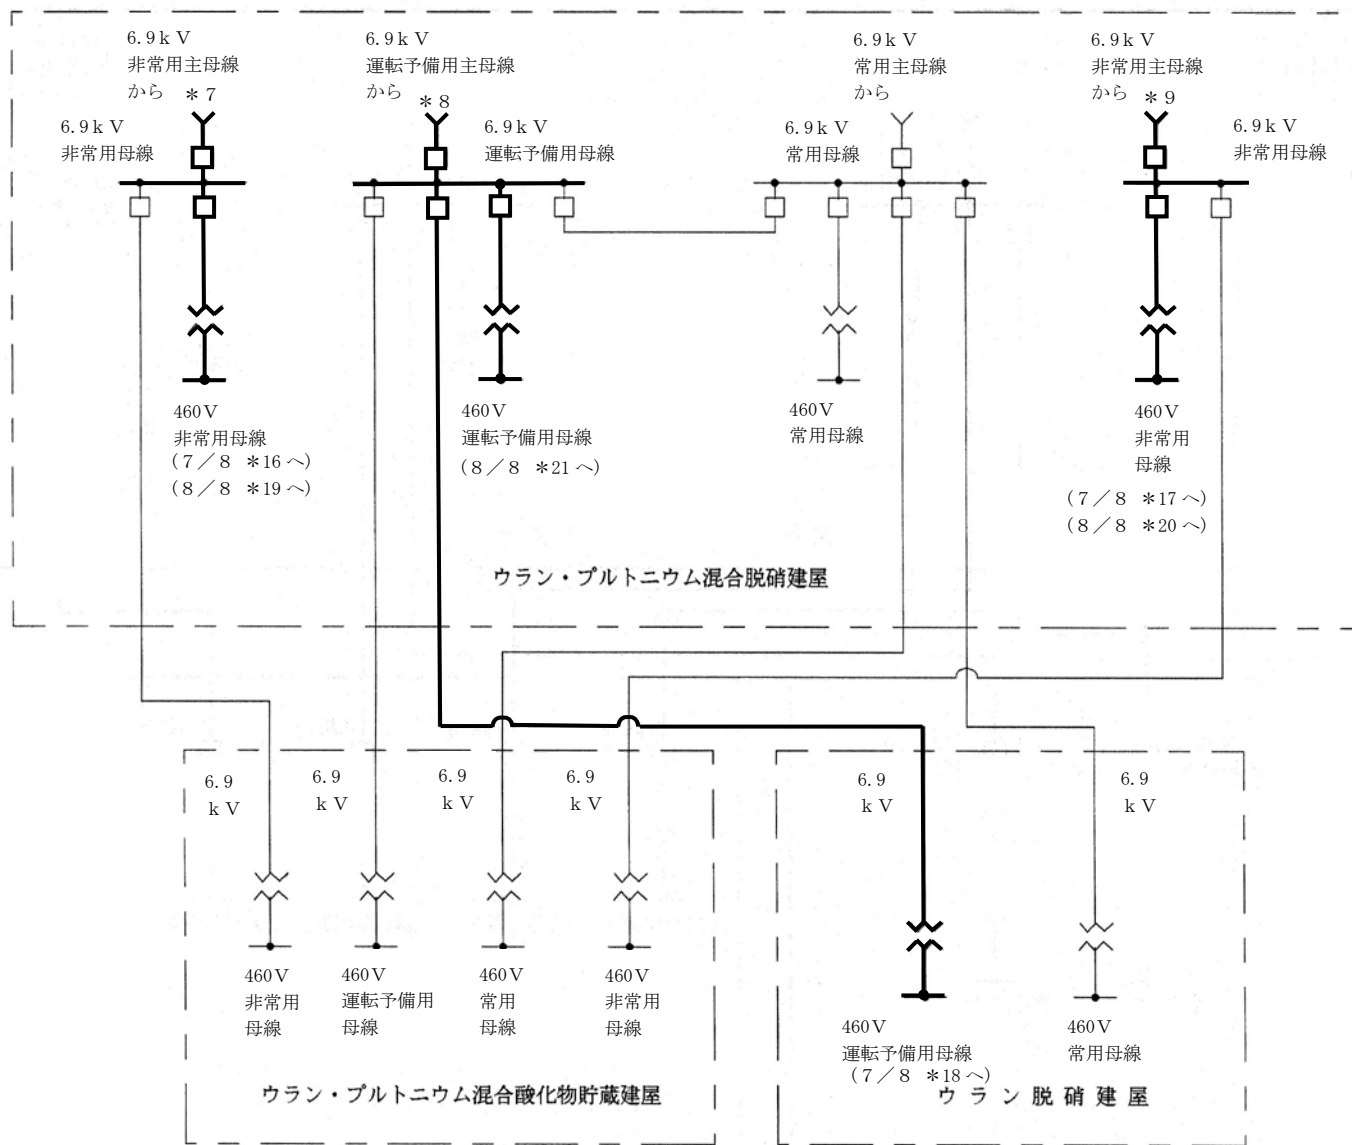 6.9kV
非常用主母線
から ＊7
6.9kV
運転予備用主母線
から ＊8
6.9kV
常用主母線
から
6.9kV
非常用主母線
から ＊9
6.9kV
非常用母線
6.9kV
運転予備用母線
6.9kV
常用母線
6.9kV
非常用母線
460V
非常用母線
(7／8 ＊16へ)
(8／8 ＊19へ)
460V
運転予備用母線
(8／8 ＊21へ)
460V
常用母線
460V
非常用
母線
(7／8 ＊17へ)
(8／8 ＊20へ)
ウラン・プルトニウム混合脱硝建屋
6.9
kV
6.9
kV
6.9
kV
6.9
kV
6.9
kV
6.9
kV
460V
非常用
母線
460V
運転予備用
母線
460V
常用
母線
460V
非常用
母線
460V
運転予備用母線
(7／8 ＊18へ)
460V
常用母線
ウラン・プルトニウム混合酸化物貯蔵建屋
ウラン脱硝建屋